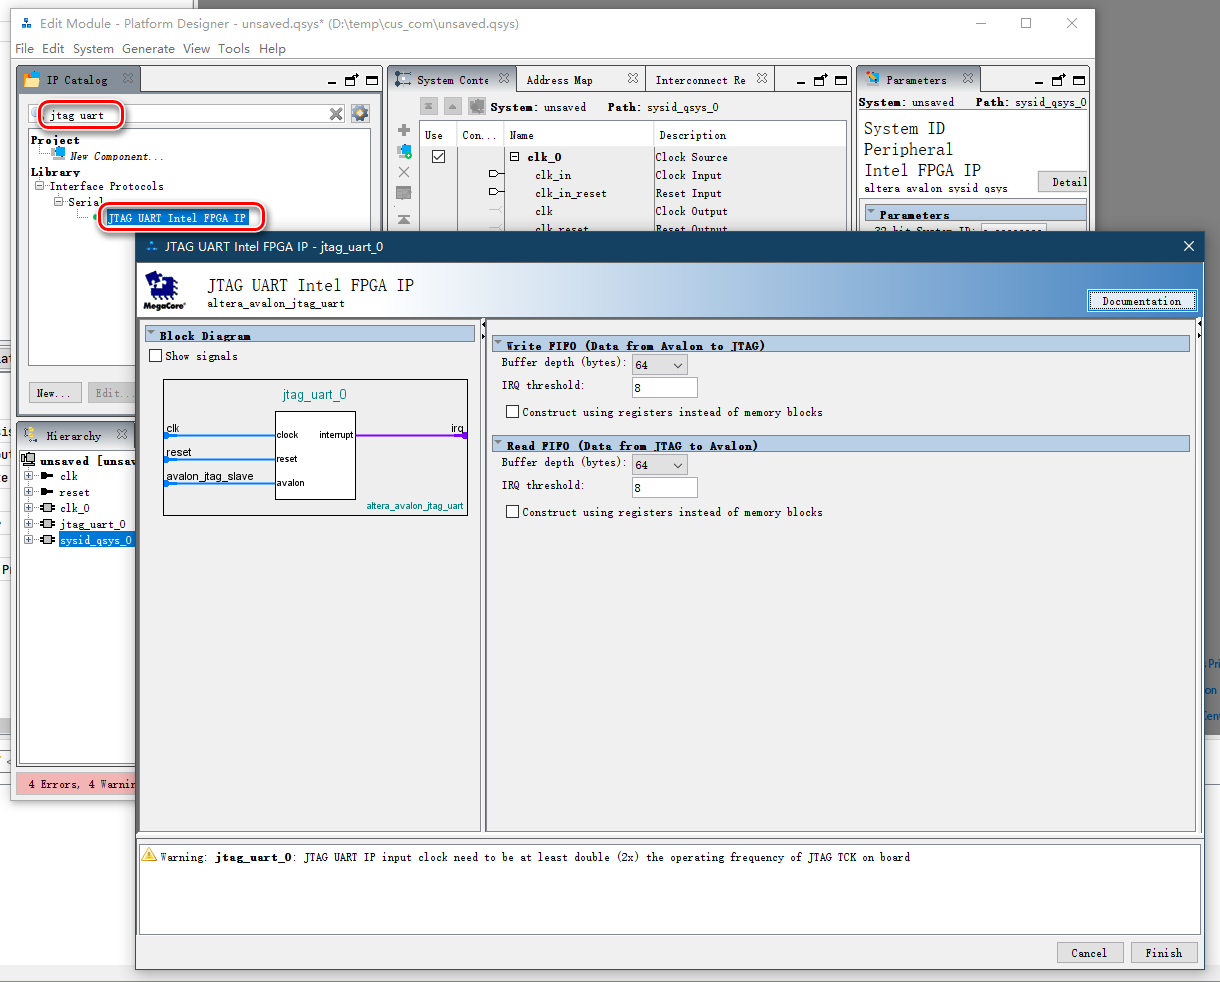 Edit Module - Platform Designer - unsaved.qsys* (D:\temp\cus_com\unsaved.qsys)
File Edit System Generate View Tools Help
IP Catalog
jtag uart
Project
New Component...
Library
Interface Protocols
Serial
JTAG UART Intel FPGA IP
New...
Edit...
Hierarchy
unsaved [unsav
clk
reset
clk_0
jtag_uart_0
sysid_qsys_0
4 Errors, 4 Warnin
System Conte
Address Map
Interconnect Re
System: unsaved Path: sysid_qsys_0
Use Con... Name Description
clk_0 Clock Source
clk_in Clock Input
clk_in_reset Reset Input
clk Clock Output
clk_reset Reset Output
Parameters
System: unsaved Path: sysid_qsys_0
System ID
Peripheral
Intel FPGA IP
altera_avalon_sysid_qsys
Detail
Parameters
32 bit System ID:
JTAG UART Intel FPGA IP - jtag_uart_0
MegaCore®
JTAG UART Intel FPGA IP
altera_avalon_jtag_uart
Documentation
Block Diagram
Show signals
jtag_uart_0
clk
clock
interrupt
irq
reset
reset
avalon_jtag_slave
avalon
altera_avalon_jtag_uart
Write FIFO (Data from Avalon to JTAG)
Buffer depth (bytes): 64
IRQ threshold: 8
Construct using registers instead of memory blocks
Read FIFO (Data from JTAG to Avalon)
Buffer depth (bytes): 64
IRQ threshold: 8
Construct using registers instead of memory blocks
Warning: jtag_uart_0: JTAG UART IP input clock need to be at least double (2x) the operating frequency of JTAG TCK on board
Cancel
Finish